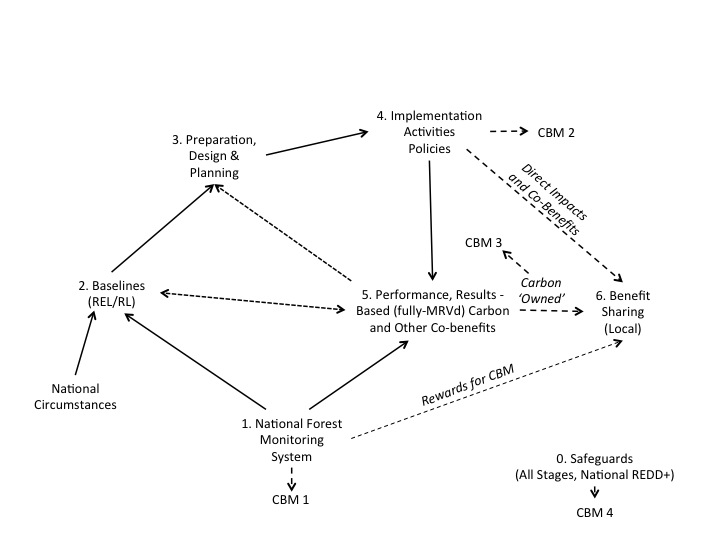 4. Implementation
Activities
Policies
CBM 2
3. Preparation,
Design &
Planning
Direct Impacts
and Co-Benefits
CBM 3
2. Baselines
(REL/RL)
5. Performance, Results -
Based (fully-MRVd) Carbon
and Other Co-benefits
Carbon
‘Owned’
6. Benefit
Sharing
(Local)
National
Circumstances
Rewards for CBM
1. National Forest
Monitoring
System
CBM 1
0. Safeguards
(All Stages, National REDD+)
CBM 4